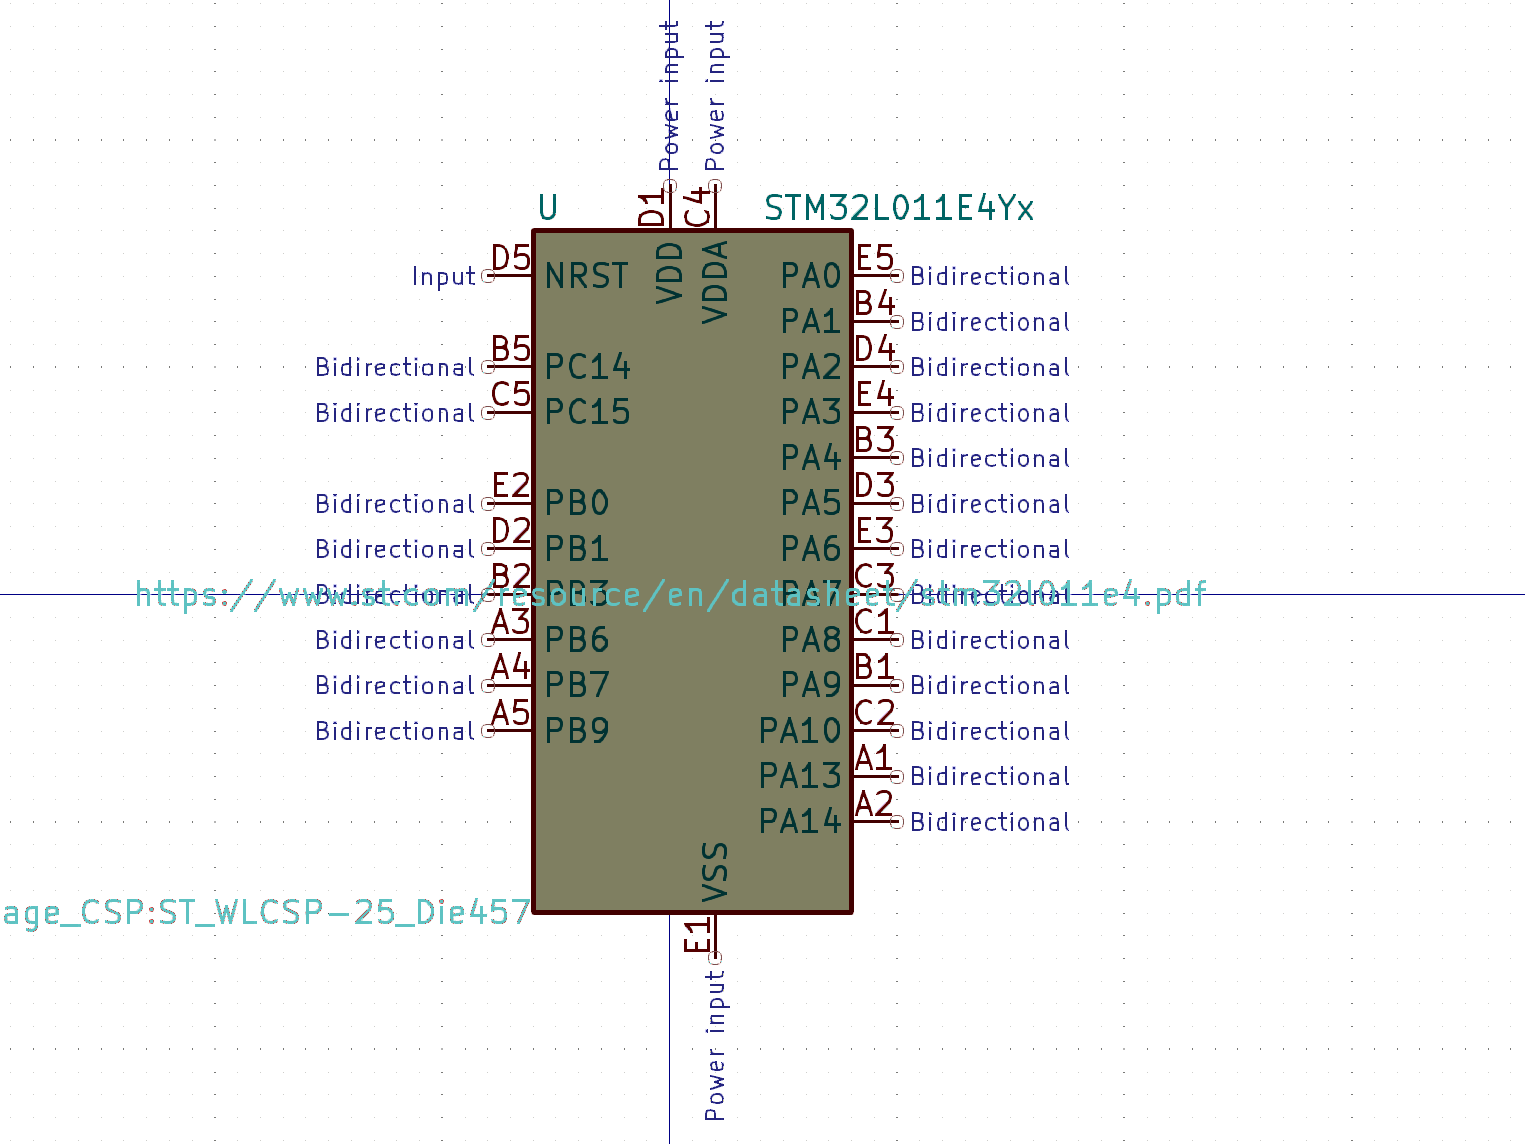 Power input
Power input
U
D1
C4
STM32L011E4Yx
VDD
VDDA
Input D5 NRST
PA0 E5 Bidirectional
PA1 B4 Bidirectional
Bidirectional B5 PC14
PA2 D4 Bidirectional
Bidirectional C5 PC15
PA3 E4 Bidirectional
PA4 B3 Bidirectional
Bidirectional E2 PB0
PA5 D3 Bidirectional
Bidirectional D2 PB1
PA6 E3 Bidirectional
Bidirectional B2 PB3
PA7 C3 Bidirectional
https://www.st.com/resource/en/datasheet/stm32l011e4.pdf
Bidirectional A3 PB6
PA8 C1 Bidirectional
Bidirectional A4 PB7
PA9 B1 Bidirectional
Bidirectional A5 PB9
PA10 C2 Bidirectional
PA13 A1 Bidirectional
PA14 A2 Bidirectional
VSS
age_CSP:ST_WLCSP-25_Die457
E1
Power input